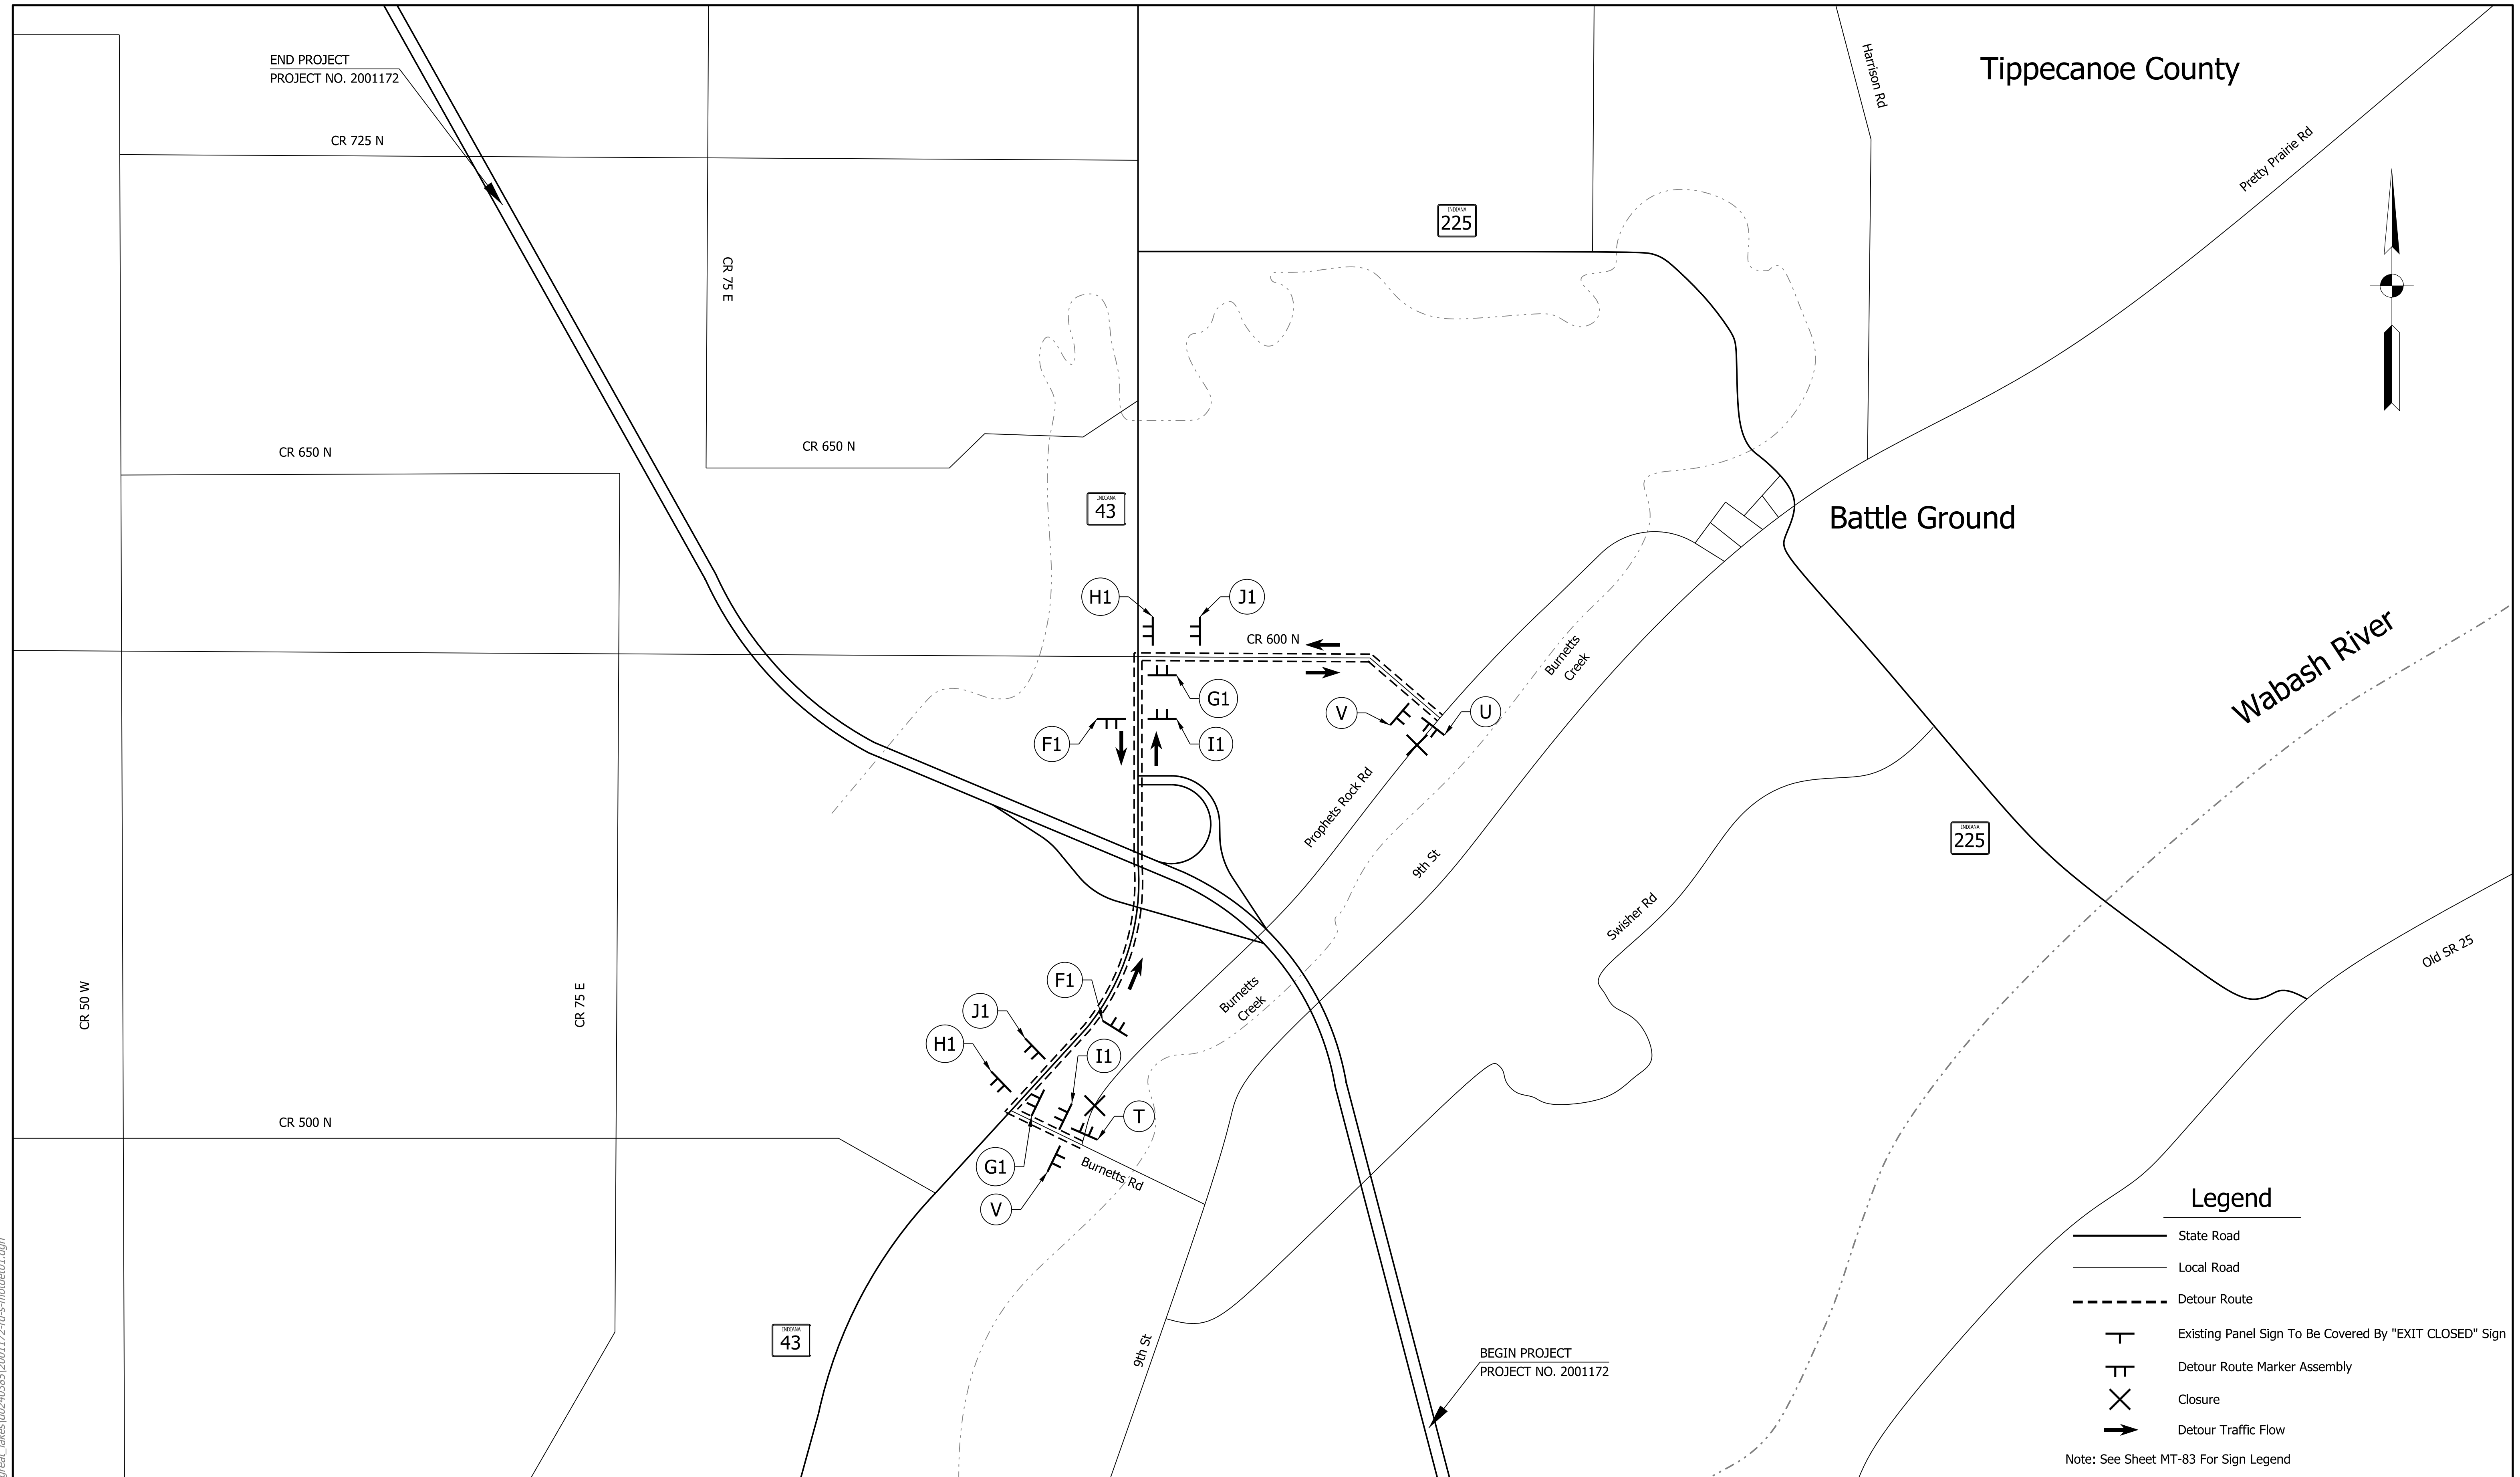 END PROJECT
PROJECT NO. 2001172
Harrison Rd
Tippecanoe County
CR 725 N
Pretty Prairie Rd
INDIANA
225
CR 75 E
CR 650 N
CR 650 N
INDIANA
43
Battle Ground
H1
J1
CR 600 N
Burnetts
Creek
Wabash River
G1
V
U
F1
I1
Prophets Rock Rd
9th St
INDIANA
225
Swisher Rd
Old SR 25
CR 50 W
CR 75 E
F1
Burnetts
Creek
J1
H1
I1
T
CR 500 N
G1
Burnetts Rd
V
INDIANA
43
9th St
BEGIN PROJECT
PROJECT NO. 2001172
Legend
State Road
Local Road
Detour Route
Existing Panel Sign To Be Covered By "EXIT CLOSED" Sign
Detour Route Marker Assembly
Closure
Detour Traffic Flow
Note: See Sheet MT-83 For Sign Legend